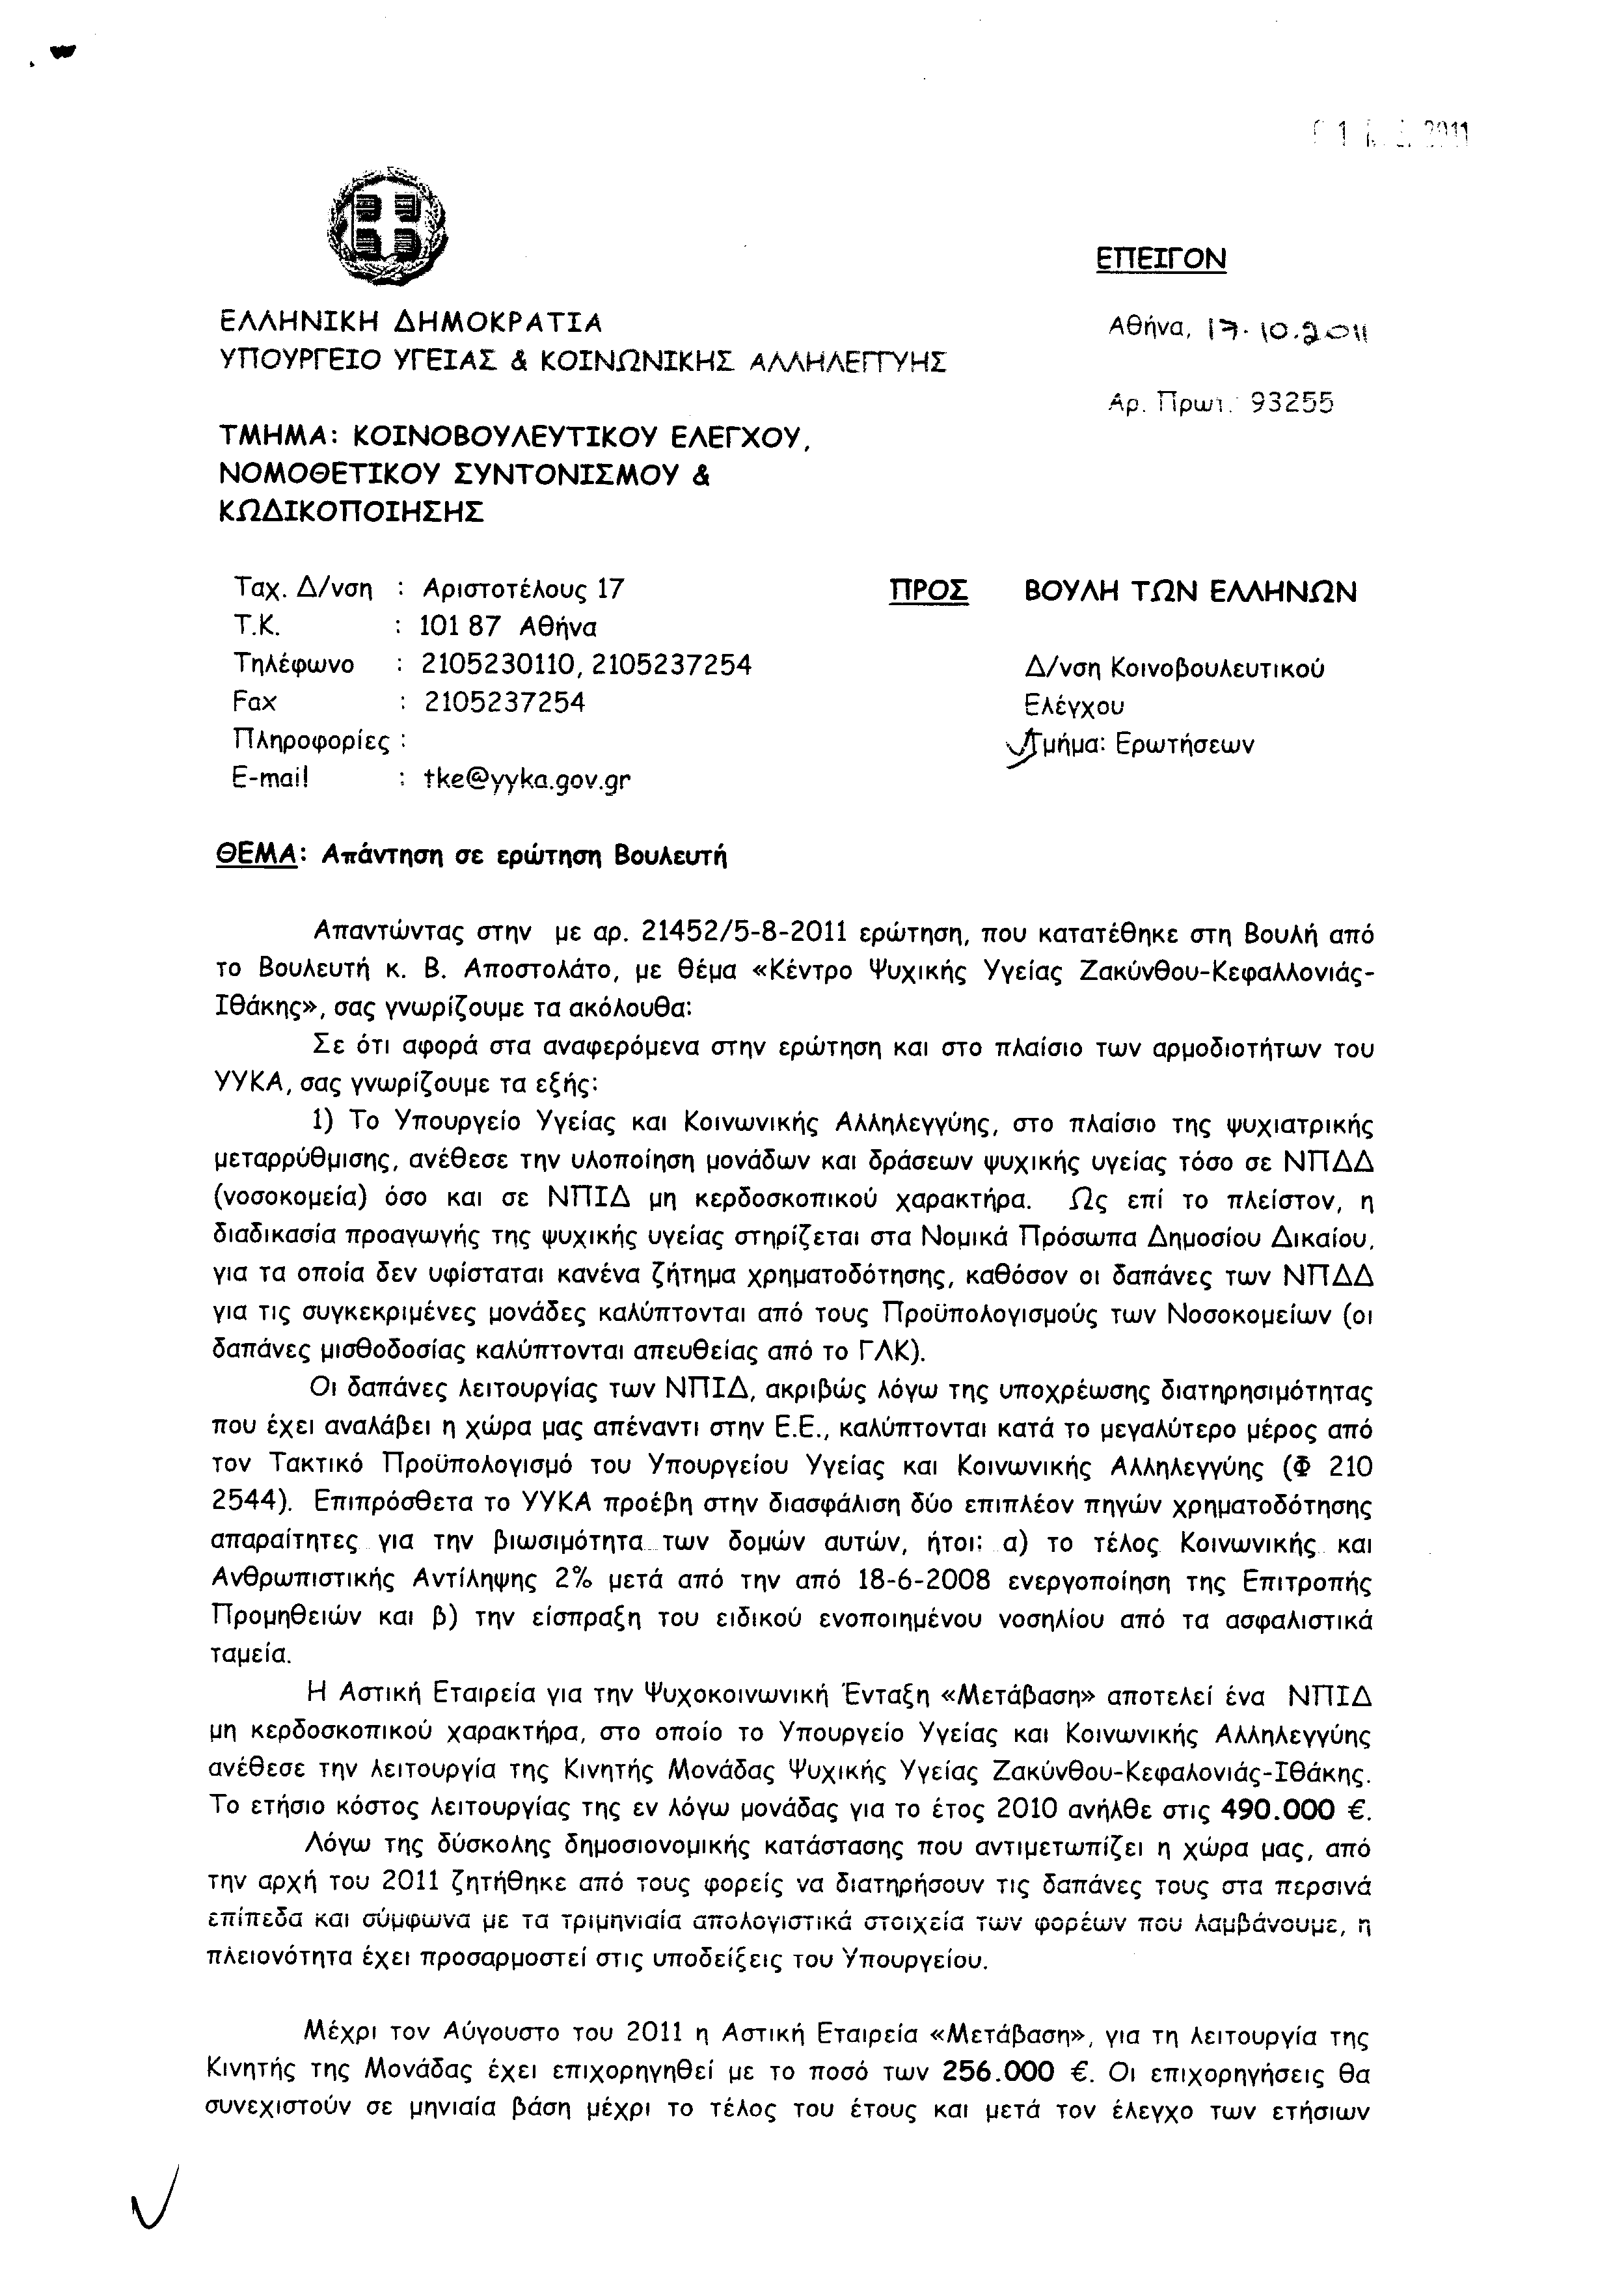 2011
ΕΠΕΙΓΟΝ
ΕΛΛΗΝΙΚΗ ΔΗΜΟΚΡΑΤΙΑ
ΥΠΟΥΡΓΕΙΟ ΥΓΕΙΑΣ & ΚΟΙΝΩΝΙΚΗΣ ΑΛΛΗΛΕΓΓΥΗΣ
Αθήνα, 17.10.2011
Αρ. Πρωτ. 93255
ΤΜΗΜΑ: ΚΟΙΝΟΒΟΥΛΕΥΤΙΚΟΥ ΕΛΕΓΧΟΥ,
ΝΟΜΟΘΕΤΙΚΟΥ ΣΥΝΤΟΝΙΣΜΟΥ &
ΚΩΔΙΚΟΠΟΙΗΣΗΣ
Ταχ. Δ/νση : Αριστοτέλους 17
Τ.Κ. : 101 87 Αθήνα
Τηλέφωνο : 2105230110, 2105237254
Fax : 2105237254
Πληροφορίες :
E-mail : tke@yyka.gov.gr
ΠΡΟΣ ΒΟΥΛΗ ΤΩΝ ΕΛΛΗΝΩΝ
Δ/νση Κοινοβουλευτικού
Ελέγχου
Τμήμα: Ερωτήσεων
ΘΕΜΑ: Απάντηση σε ερώτηση Βουλευτή
Απαντώντας στην με αρ. 21452/5-8-2011 ερώτηση, που κατατέθηκε στη Βουλή από
το Βουλευτή κ. Β. Αποστολάτο, με θέμα «Κέντρο Ψυχικής Υγείας Ζακύνθου-Κεφαλλονιάς-
Ιθάκης», σας γνωρίζουμε τα ακόλουθα:
Σε ότι αφορά στα αναφερόμενα στην ερώτηση και στο πλαίσιο των αρμοδιοτήτων του
ΥΥΚΑ, σας γνωρίζουμε τα εξής:
1) Το Υπουργείο Υγείας και Κοινωνικής Αλληλεγγύης, στο πλαίσιο της ψυχιατρικής
μεταρρύθμισης, ανέθεσε την υλοποίηση μονάδων και δράσεων ψυχικής υγείας τόσο σε ΝΠΔΔ
(νοσοκομεία) όσο και σε ΝΠΙΔ μη κερδοσκοπικού χαρακτήρα. Ως επί το πλείστον, η
διαδικασία προαγωγής της ψυχικής υγείας στηρίζεται στα Νομικά Πρόσωπα Δημοσίου Δικαίου,
για τα οποία δεν υφίσταται κανένα ζήτημα χρηματοδότησης, καθόσον οι δαπάνες των ΝΠΔΔ
για τις συγκεκριμένες μονάδες καλύπτονται από τους Προϋπολογισμούς των Νοσοκομείων (οι
δαπάνες μισθοδοσίας καλύπτονται απευθείας από το ΓΛΚ).
Οι δαπάνες λειτουργίας των ΝΠΙΔ, ακριβώς λόγω της υποχρέωσης διατηρησιμότητας
που έχει αναλάβει η χώρα μας απέναντι στην Ε.Ε., καλύπτονται κατά το μεγαλύτερο μέρος από
τον Τακτικό Προϋπολογισμό του Υπουργείου Υγείας και Κοινωνικής Αλληλεγγύης (Φ 210
2544). Επιπρόσθετα το ΥΥΚΑ προέβη στην διασφάλιση δύο επιπλέον πηγών χρηματοδότησης
απαραίτητες για την βιωσιμότητα των δομών αυτών, ήτοι: α) το τέλος Κοινωνικής και
Ανθρωπιστικής Αντίληψης 2% μετά από την από 18-6-2008 ενεργοποίηση της Επιτροπής
Προμηθειών και β) την είσπραξη του ειδικού ενοποιημένου νοσηλίου από τα ασφαλιστικά
ταμεία.
Η Αστική Εταιρεία για την Ψυχοκοινωνική Ένταξη «Μετάβαση» αποτελεί ένα ΝΠΙΔ
μη κερδοσκοπικού χαρακτήρα, στο οποίο το Υπουργείο Υγείας και Κοινωνικής Αλληλεγγύης
ανέθεσε την λειτουργία της Κινητής Μονάδας Ψυχικής Υγείας Ζακύνθου-Κεφαλονιάς-Ιθάκης.
Το ετήσιο κόστος λειτουργίας της εν λόγω μονάδας για το έτος 2010 ανήλθε στις 490.000 €.
Λόγω της δύσκολης δημοσιονομικής κατάστασης που αντιμετωπίζει η χώρα μας, από
την αρχή του 2011 ζητήθηκε από τους φορείς να διατηρήσουν τις δαπάνες τους στα περσινά
επίπεδα και σύμφωνα με τα τριμηνιαία απολογιστικά στοιχεία των φορέων που λαμβάνουμε, η
πλειονότητα έχει προσαρμοστεί στις υποδείξεις του Υπουργείου.
Μέχρι τον Αύγουστο του 2011 η Αστική Εταιρεία «Μετάβαση», για τη λειτουργία της
Κινητής της Μονάδας έχει επιχορηγηθεί με το ποσό των 256.000 €. Οι επιχορηγήσεις θα
συνεχιστούν σε μηνιαία βάση μέχρι το τέλος του έτους και μετά τον έλεγχο των ετήσιων